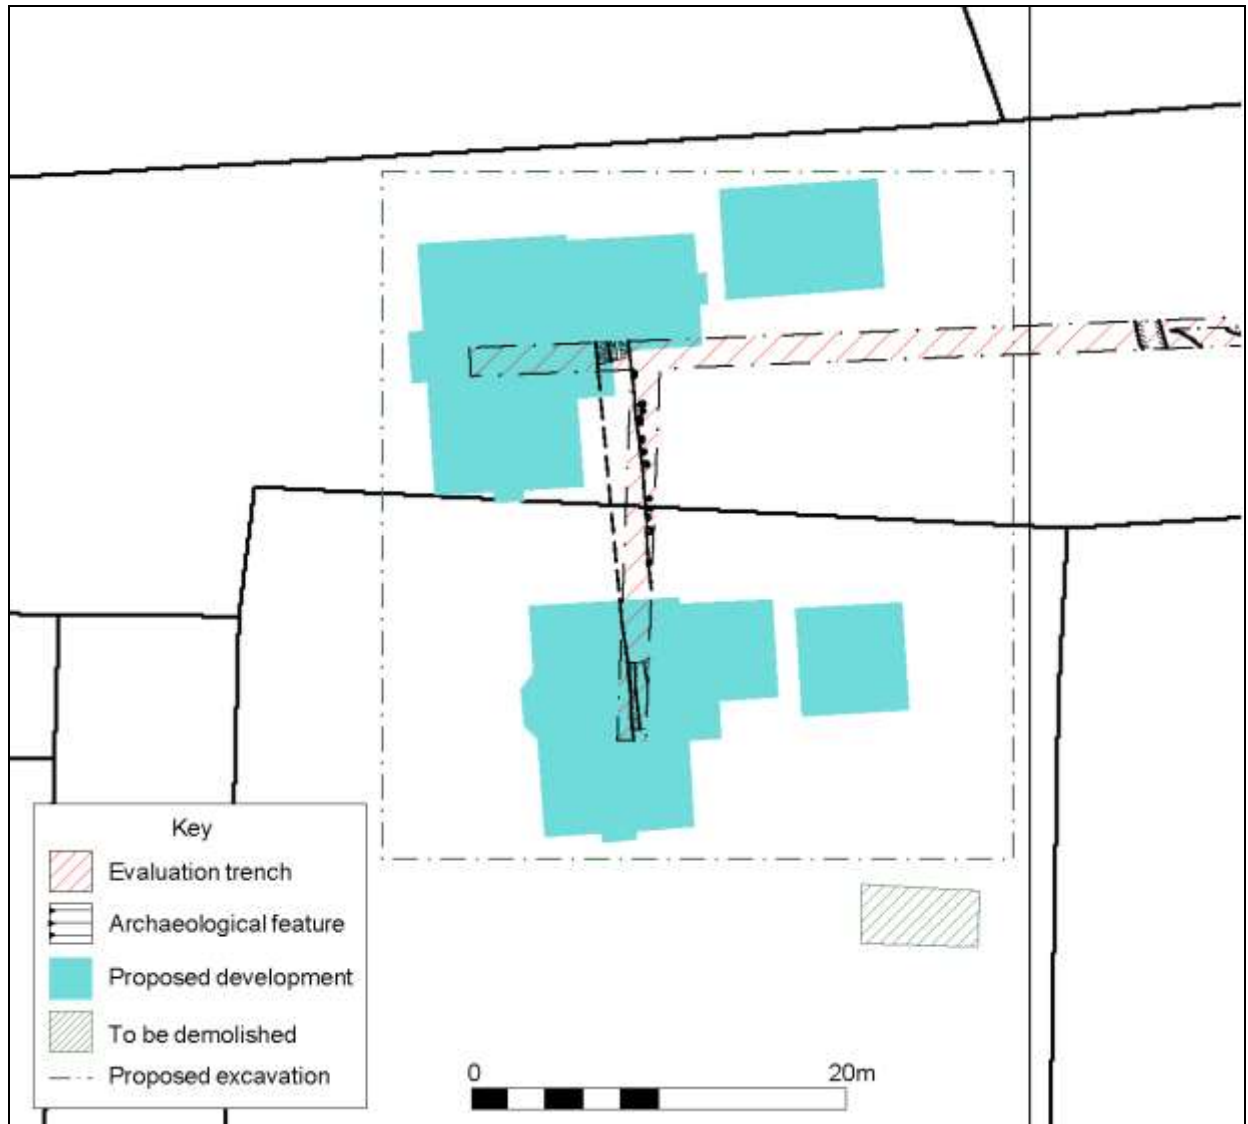 Key
Evaluation trench
Archaeological feature
Proposed development
To be demolished
Proposed excavation
0 20m